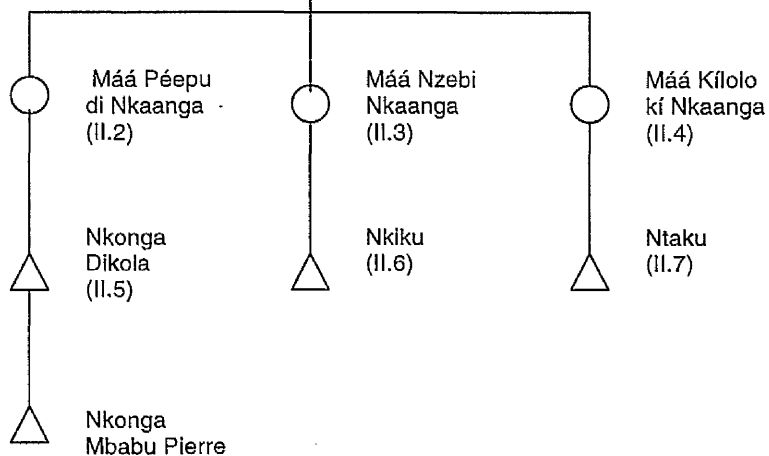 Máá Péepu
di Nkaanga
(II.2)
Máá Nzebi
Nkaanga
(II.3)
Máá Kílolo
kí Nkaanga
(II.4)
Nkonga
Dikola
(II.5)
Nkiku
(II.6)
Ntaku
(II.7)
Nkonga
Mbabu Pierre